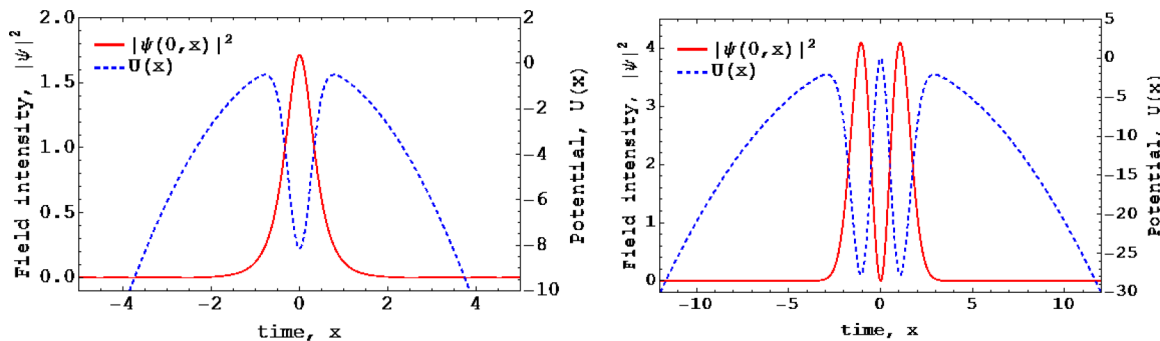 2.0
1.5
1.0
0.5
0.0
Field intensity, |ψ|²
|ψ(0,x)|²
U(x)
2
0
-2
-4
-6
-8
-10
Potential, U(x)
-4 -2 0 2 4
time, x
4
3
2
1
0
Field intensity, |ψ|²
|ψ(0,x)|²
U(x)
5
0
-5
-10
-15
-20
-25
-30
Potential, U(x)
-10 -5 0 5 10
time, x